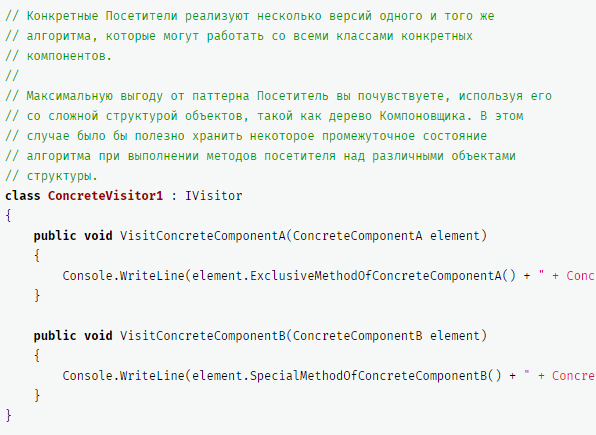 // Конкретные Посетители реализуют несколько версий одного и того же
// алгоритма, которые могут работать со всеми классами конкретных
// компонентов.
//
// Максимальную выгоду от паттерна Посетитель вы почувствуете, используя его
// со сложной структурой объектов, такой как дерево Компоновщика. В этом
// случае было бы полезно хранить некоторое промежуточное состояние
// алгоритма при выполнении методов посетителя над различными объектами
// структуры.
class ConcreteVisitor1 : IVisitor
{
    public void VisitConcreteComponentA(ConcreteComponentA element)
    {
        Console.WriteLine(element.ExclusiveMethodOfConcreteComponentA() + " + Conc
    }

    public void VisitConcreteComponentB(ConcreteComponentB element)
    {
        Console.WriteLine(element.SpecialMethodOfConcreteComponentB() + " + Concre
    }
}